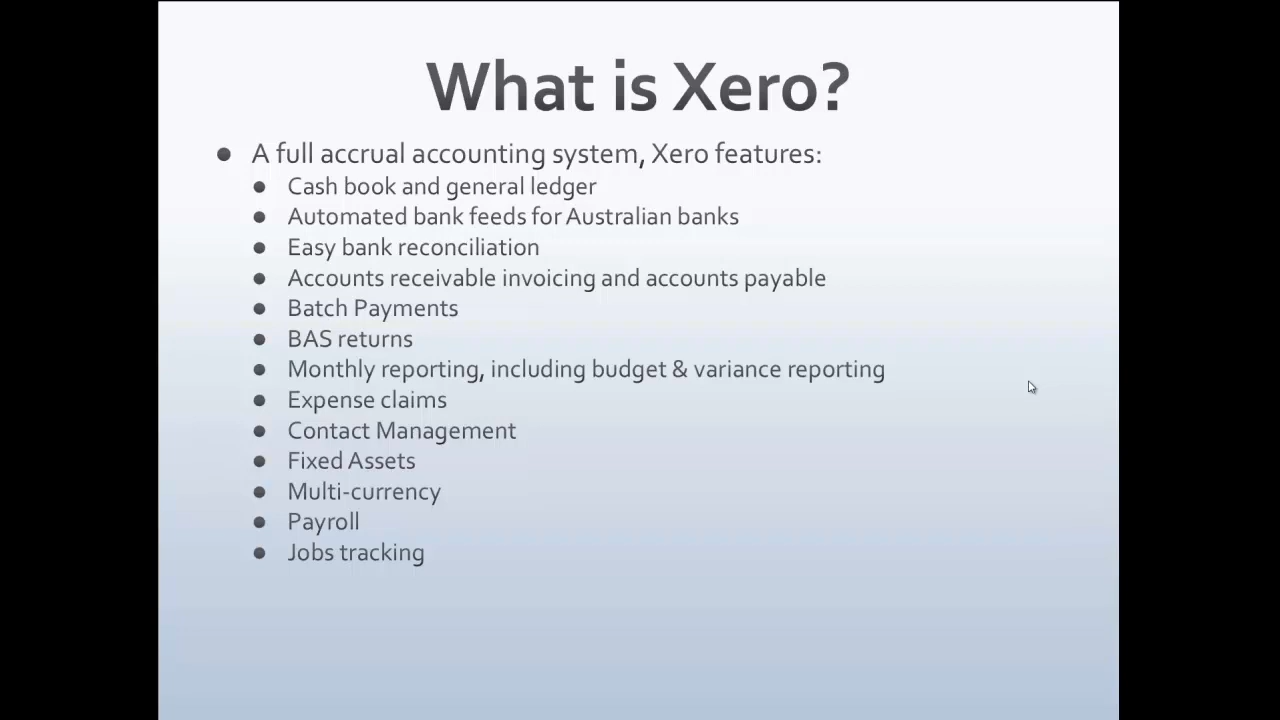 What is Xero?
● A full accrual accounting system, Xero features:
● Cash book and general ledger
● Automated bank feeds for Australian banks
● Easy bank reconciliation
● Accounts receivable invoicing and accounts payable
● Batch Payments
● BAS returns
● Monthly reporting, including budget & variance reporting
● Expense claims
● Contact Management
● Fixed Assets
● Multi-currency
● Payroll
● Jobs tracking